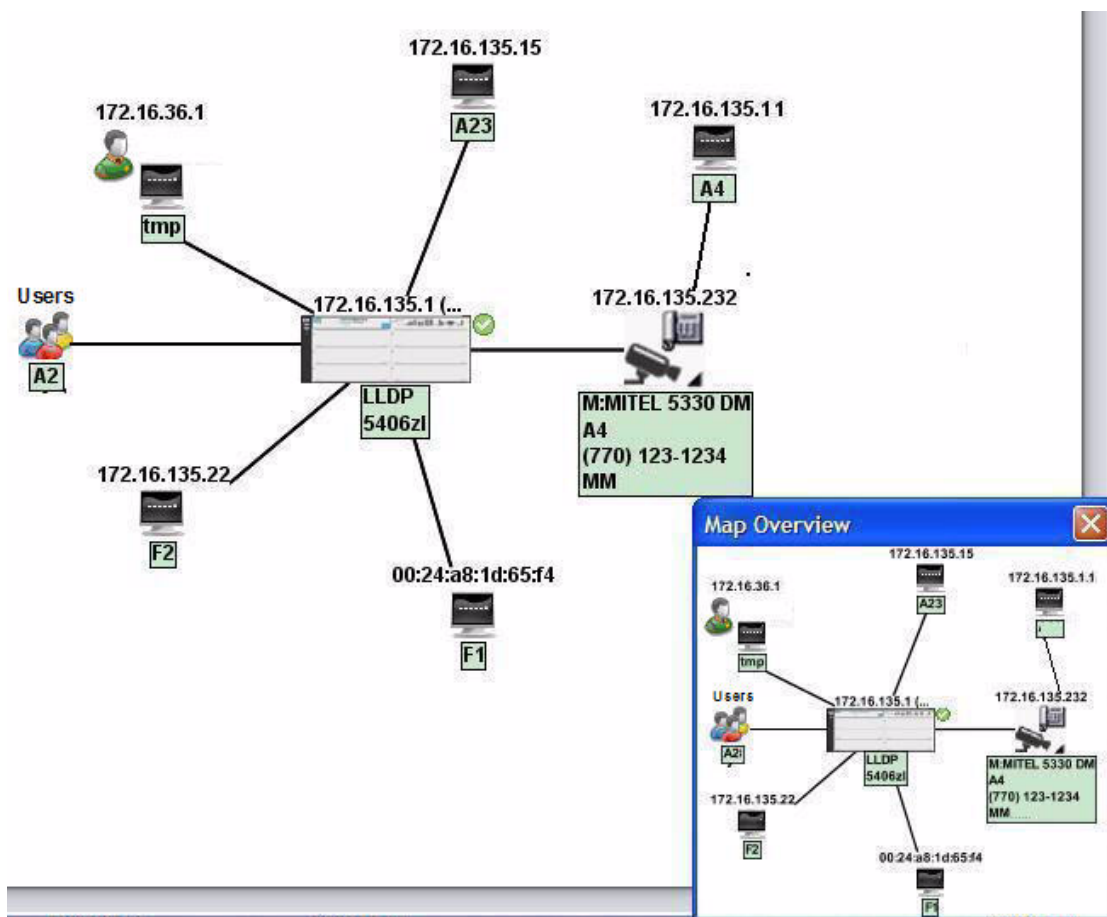 172.16.135.15
A23
172.16.36.1
tmp
172.16.135.11
A4
Users
A2
172.16.135.1 (...
LLDP
5406zl
172.16.135.232
M:MITEL 5330 DM
A4
(770) 123-1234
MM
172.16.135.22
F2
00:24:a8:1d:65:f4
F1
Map Overview
172.16.135.15
A23
172.16.36.1
tmp
172.16.135.1.1
Users
A2i
172.16.135.1 (...
LLDP
5406zl
172.16.135.232
M:MITEL 5330 DM
A4
(770) 123-1234
MM
172.16.135.22
F2
00:24:a8:1d:65:f4
F1